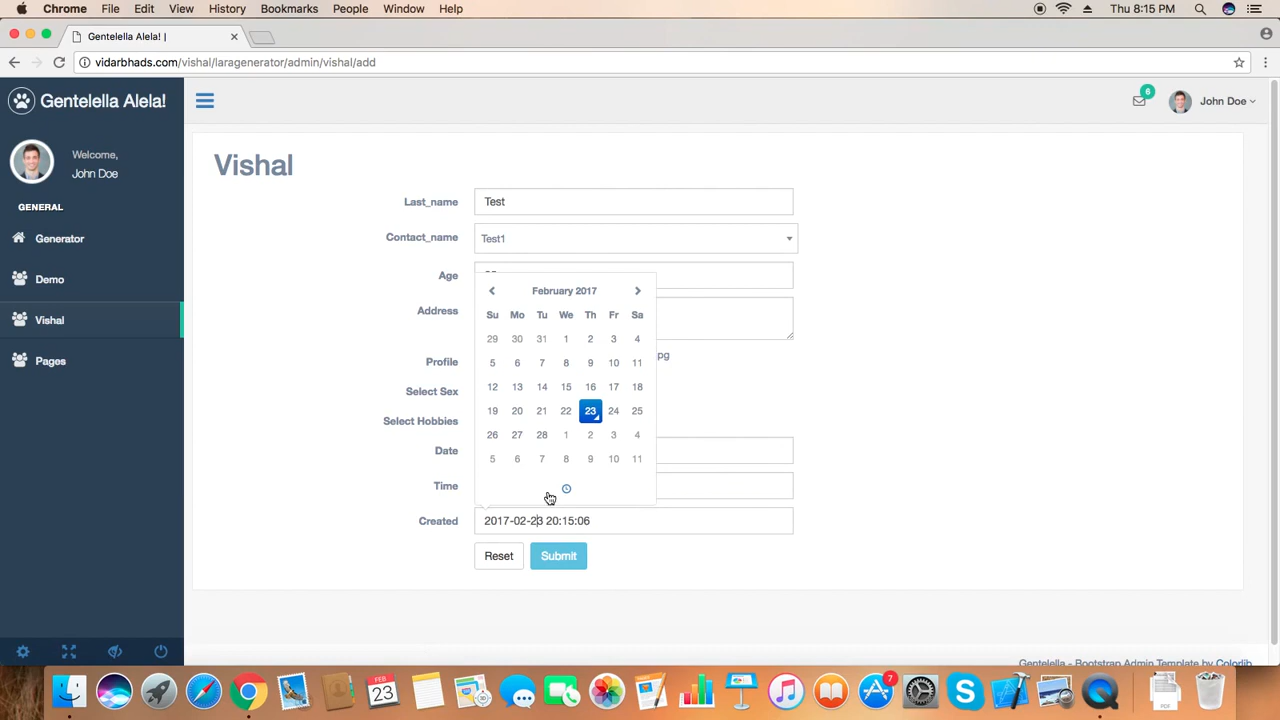 Chrome File Edit View History Bookmarks People Window Help Thu 8:15 PM
Gentelella Alela! |
vidarbhads.com/vishal/laragenerator/admin/vishal/add
Gentelella Alela!
6
John Doe
Welcome,
John Doe
GENERAL
Generator
Demo
Vishal
Pages
Vishal
Last_name Test
Contact_name Test1
Age
Address
pg
Profile
Select Sex
Select Hobbies
Date
Time
Created 2017-02-23 20:15:06
February 2017
Su Mo Tu We Th Fr Sa
29 30 31 1 2 3 4
5 6 7 8 9 10 11
12 13 14 15 16 17 18
19 20 21 22 23 24 25
26 27 28 1 2 3 4
5 6 7 8 9 10 11
Reset Submit
Gentelella - Bootstrap Admin Template by Colorlib
FEB
23
7
PDF